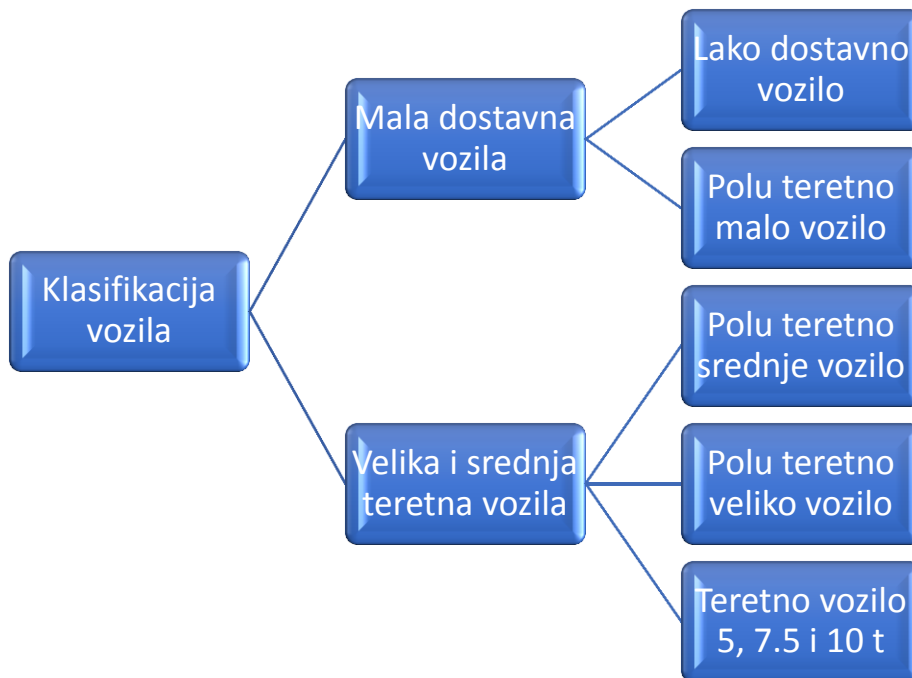 Klasifikacija
vozila
Mala dostavna
vozila
Lako dostavno
vozilo
Polu teretno
malo vozilo
Velika i srednja
teretna vozila
Polu teretno
srednje vozilo
Polu teretno
veliko vozilo
Teretno vozilo
5, 7.5 i 10 t